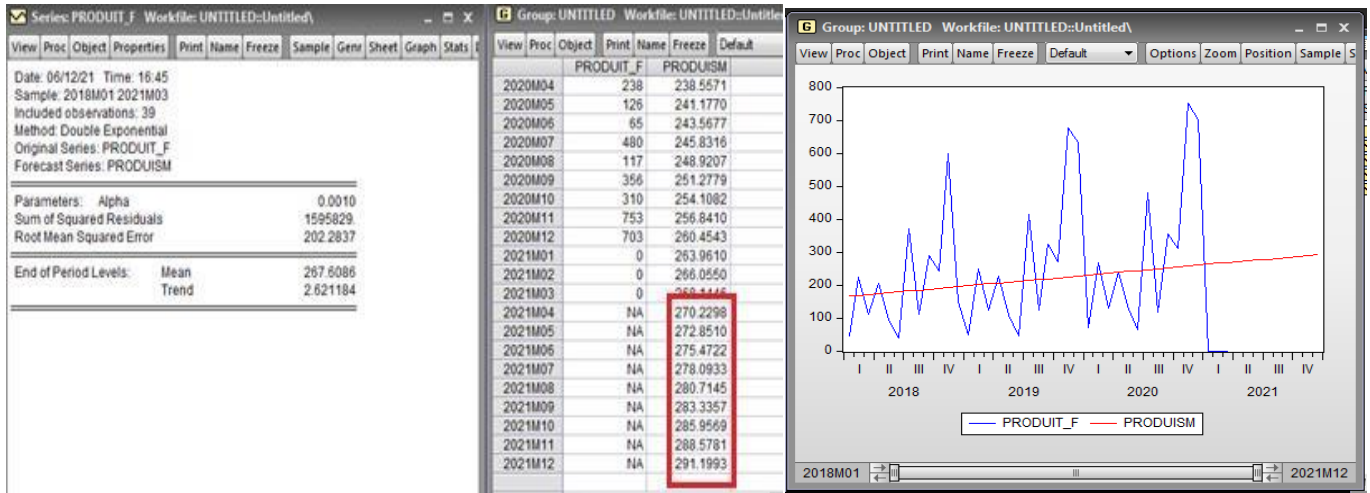 Series: PRODUIT_F Workfile: UNTITLED::Untitled\
View Proc Object Properties Print Name Freeze Sample Genr Sheet Graph Stats
Date: 06/12/21 Time: 16:45
Sample: 2018M01 2021M03
Included observations: 39
Method: Double Exponential
Original Series: PRODUIT_F
Forecast Series: PRODUISM
Parameters: Alpha 0.0010
Sum of Squared Residuals 1595829.
Root Mean Squared Error 202.2837
End of Period Levels: Mean 267.6086
Trend 2.621184
G Group: UNTITLED Workfile: UNTITLED::Untitled
View Proc Object Print Name Freeze Default
PRODUIT_F PRODUISM
2020M04 238 238.5571
2020M05 126 241.1770
2020M06 65 243.5677
2020M07 480 245.8316
2020M08 117 248.9207
2020M09 356 251.2779
2020M10 310 254.1082
2020M11 753 256.8410
2020M12 703 260.4543
2021M01 0 263.9610
2021M02 0 266.0550
2021M03 0
2021M04 NA 270.2298
2021M05 NA 272.8510
2021M06 NA 275.4722
2021M07 NA 278.0933
2021M08 NA 280.7145
2021M09 NA 283.3357
2021M10 NA 285.9569
2021M11 NA 288.5781
2021M12 NA 291.1993
G Group: UNTITLED Workfile: UNTITLED::Untitled\
View Proc Object Print Name Freeze Default Options Zoom Position Sample S
800
700
600
500
400
300
200
100
0
I II III IV I II III IV I II III IV I II III IV
2018 2019 2020 2021
PRODUIT_F PRODUISM
2018M01 2021M12